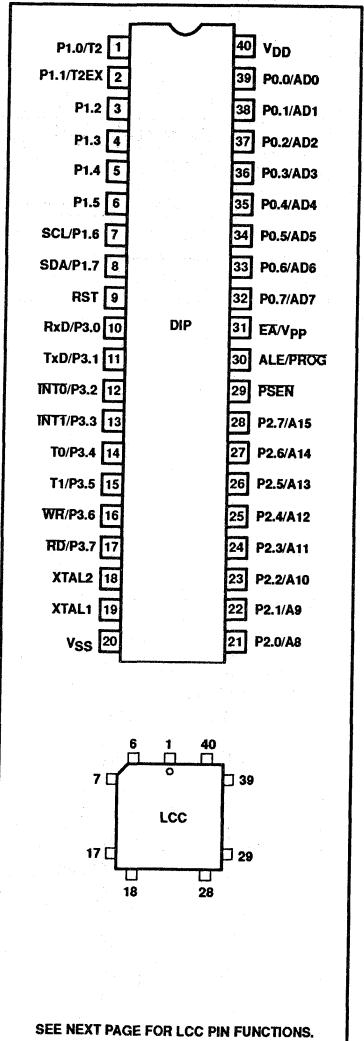 P1.0/T2 1 40 VDD
P1.1/T2EX 2 39 P0.0/AD0
P1.2 3 38 P0.1/AD1
P1.3 4 37 P0.2/AD2
P1.4 5 36 P0.3/AD3
P1.5 6 35 P0.4/AD4
SCL/P1.6 7 34 P0.5/AD5
SDA/P1.7 8 33 P0.6/AD6
RST 9 32 P0.7/AD7
RxD/P3.0 10 DIP 31 E̅A̅/VPP
TxD/P3.1 11 30 ALE/P̅R̅O̅G̅
I̅N̅T̅0̅/P3.2 12 29 P̅S̅E̅N̅
I̅N̅T̅1̅/P3.3 13 28 P2.7/A15
T0/P3.4 14 27 P2.6/A14
T1/P3.5 15 26 P2.5/A13
W̅R̅/P3.6 16 25 P2.4/A12
R̅D̅/P3.7 17 24 P2.3/A11
XTAL2 18 23 P2.2/A10
XTAL1 19 22 P2.1/A9
VSS 20 21 P2.0/A8
6 1 40
7 39
LCC
17 29
18 28
SEE NEXT PAGE FOR LCC PIN FUNCTIONS.